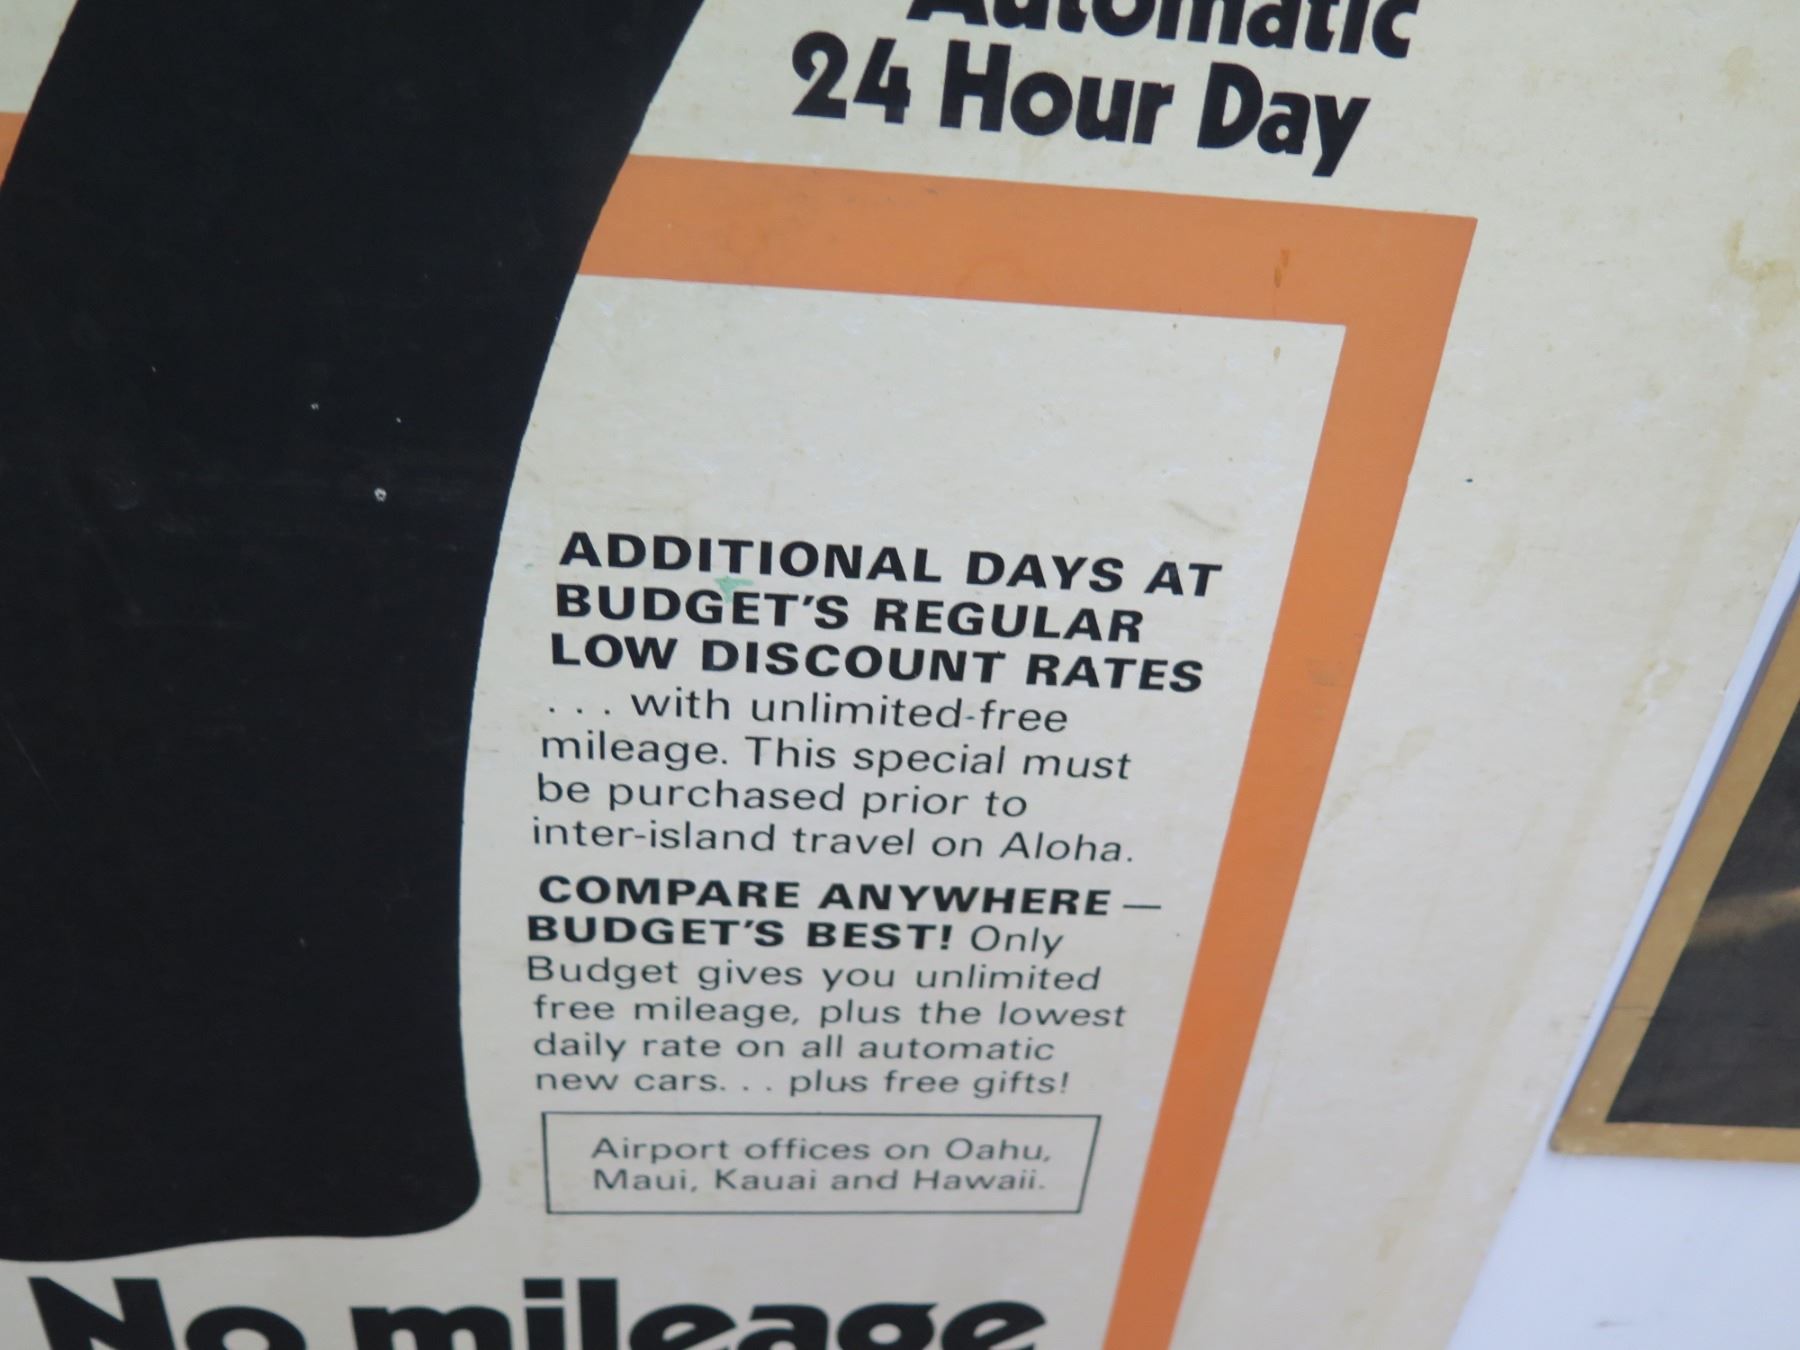 Automatic
24 Hour Day
ADDITIONAL DAYS AT
BUDGET'S REGULAR
LOW DISCOUNT RATES
. . . with unlimited-free
mileage. This special must
be purchased prior to
inter-island travel on Aloha.
COMPARE ANYWHERE —
BUDGET'S BEST! Only
Budget gives you unlimited
free mileage, plus the lowest
daily rate on all automatic
new cars. . . plus free gifts!
Airport offices on Oahu,
Maui, Kauai and Hawaii.
No mileage